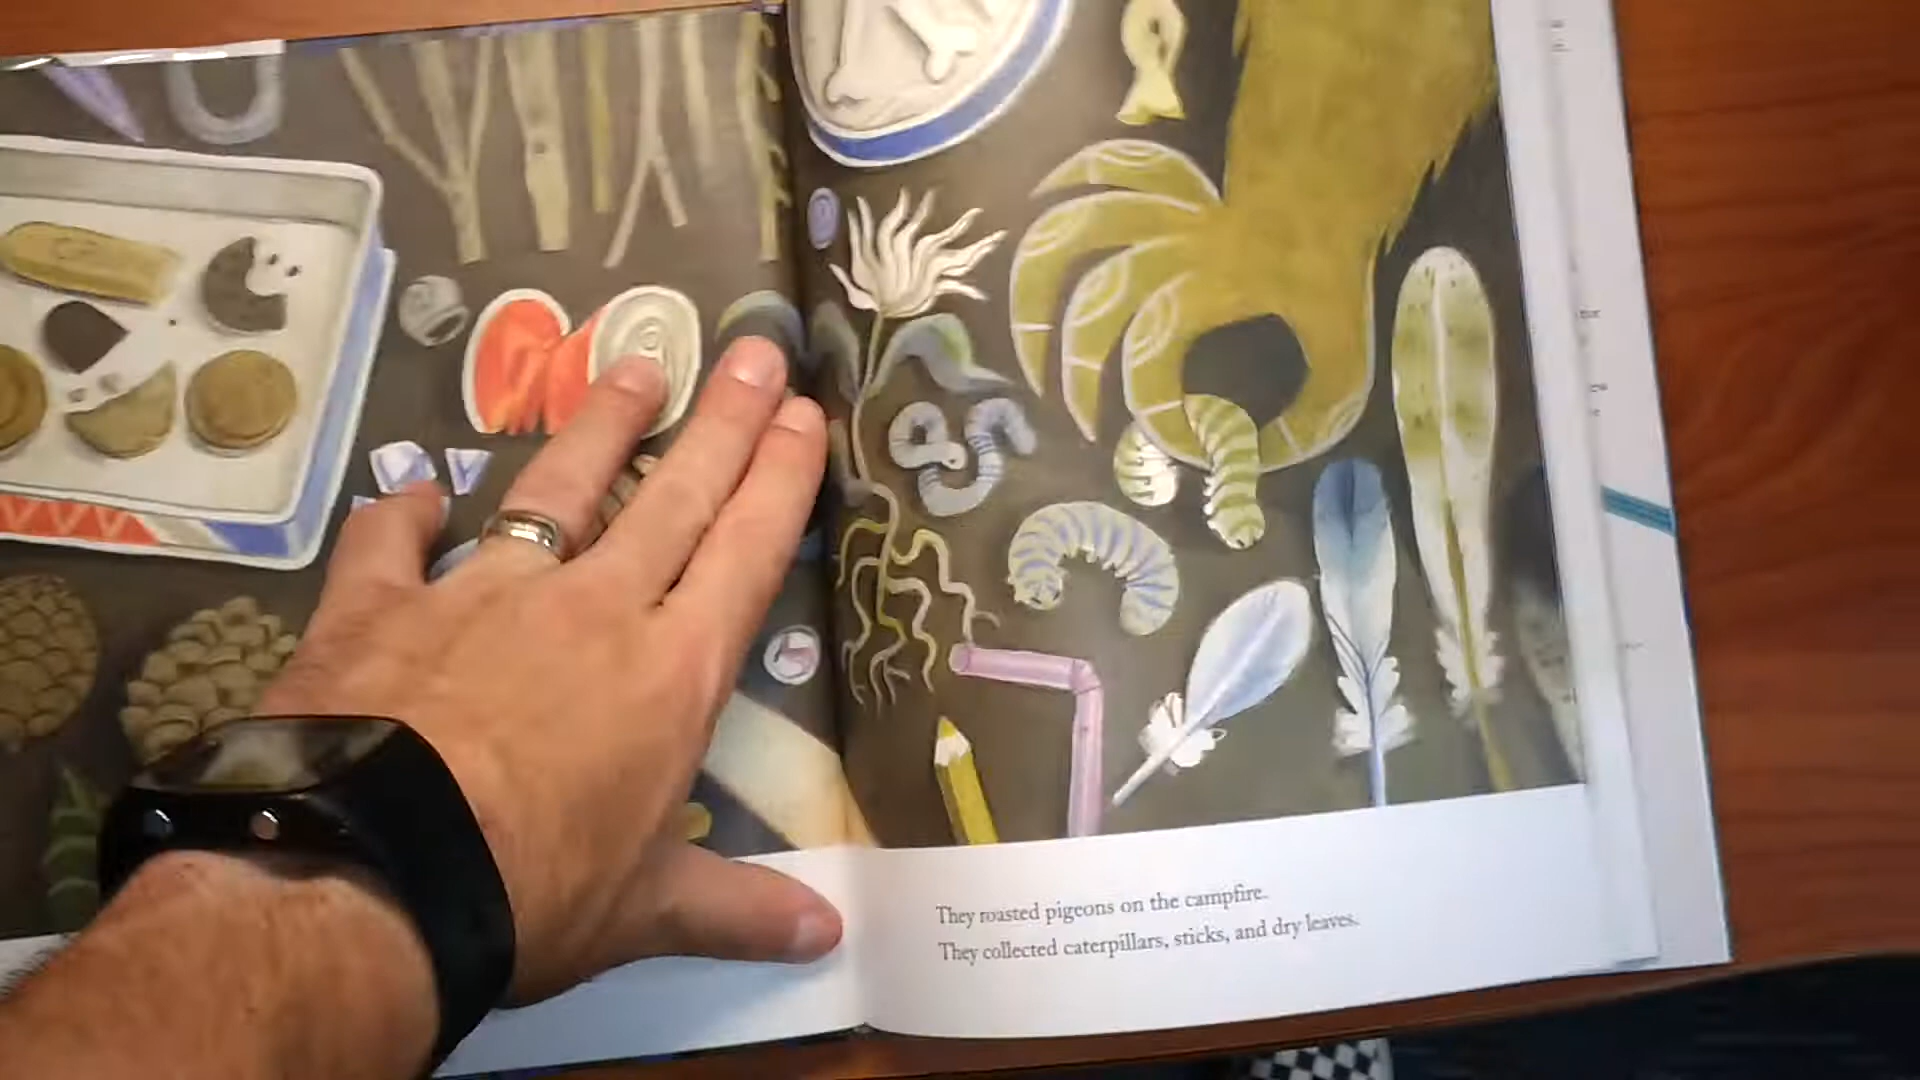 They roasted pigeons on the campfire.
They collected caterpillars, sticks, and dry leaves.